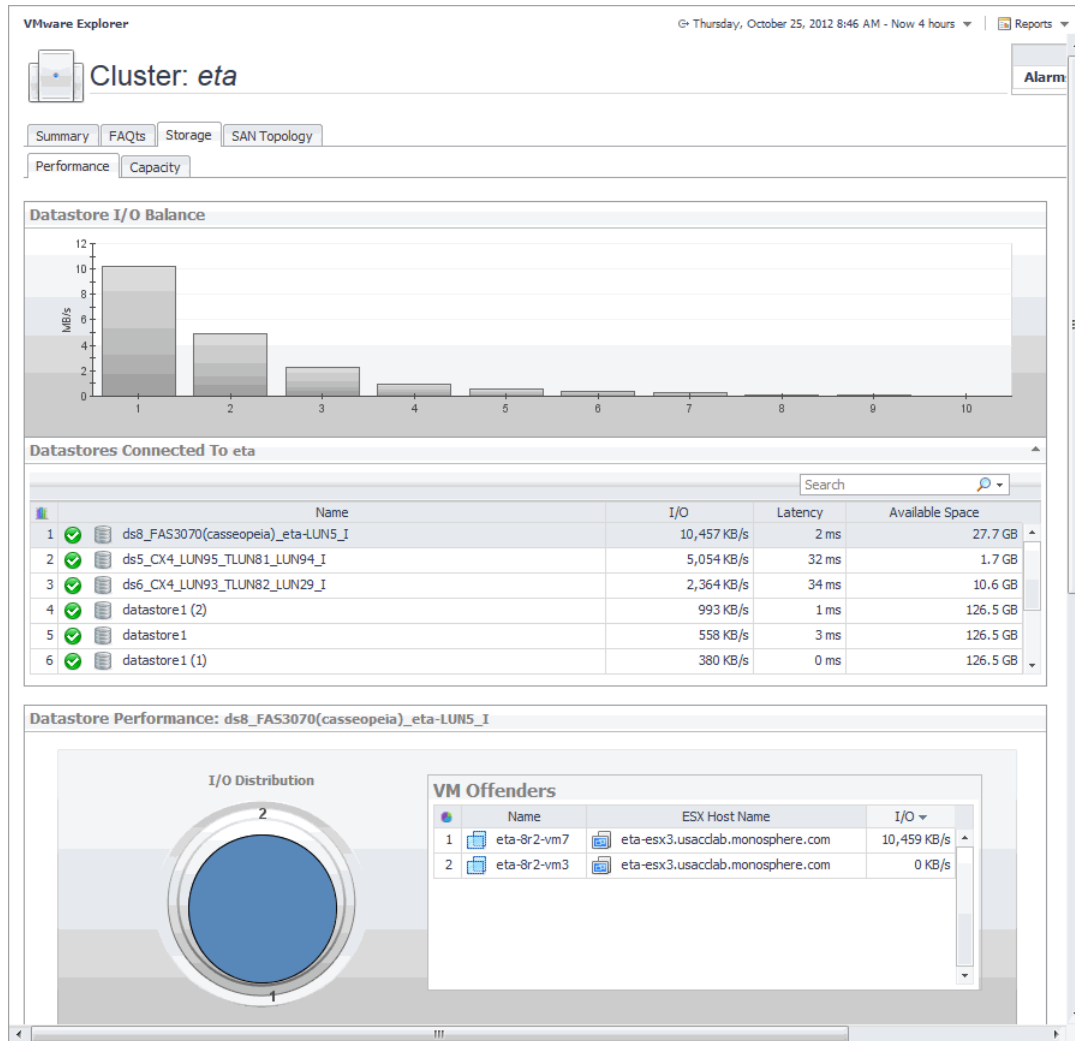 VMware Explorer
Thursday, October 25, 2012 8:46 AM - Now 4 hours
Reports
Cluster: eta
Alarm
Summary
FAQts
Storage
SAN Topology
Performance
Capacity
Datastore I/O Balance
MB/s
12
10
8
6
4
2
0
1 2 3 4 5 6 7 8 9 10
Datastores Connected To eta
Search
Name I/O Latency Available Space
1 ds8_FAS3070(casseopeia)_eta-LUN5_I 10,457 KB/s 2 ms 27.7 GB
2 ds5_CX4_LUN95_TLUN81_LUN94_I 5,054 KB/s 32 ms 1.7 GB
3 ds6_CX4_LUN93_TLUN82_LUN29_I 2,364 KB/s 34 ms 10.6 GB
4 datastore1 (2) 993 KB/s 1 ms 126.5 GB
5 datastore1 558 KB/s 3 ms 126.5 GB
6 datastore1 (1) 380 KB/s 0 ms 126.5 GB
Datastore Performance: ds8_FAS3070(casseopeia)_eta-LUN5_I
I/O Distribution
2
1
VM Offenders
Name ESX Host Name I/O
1 eta-8r2-vm7 eta-esx3.usacclab.monosphere.com 10,459 KB/s
2 eta-8r2-vm3 eta-esx3.usacclab.monosphere.com 0 KB/s